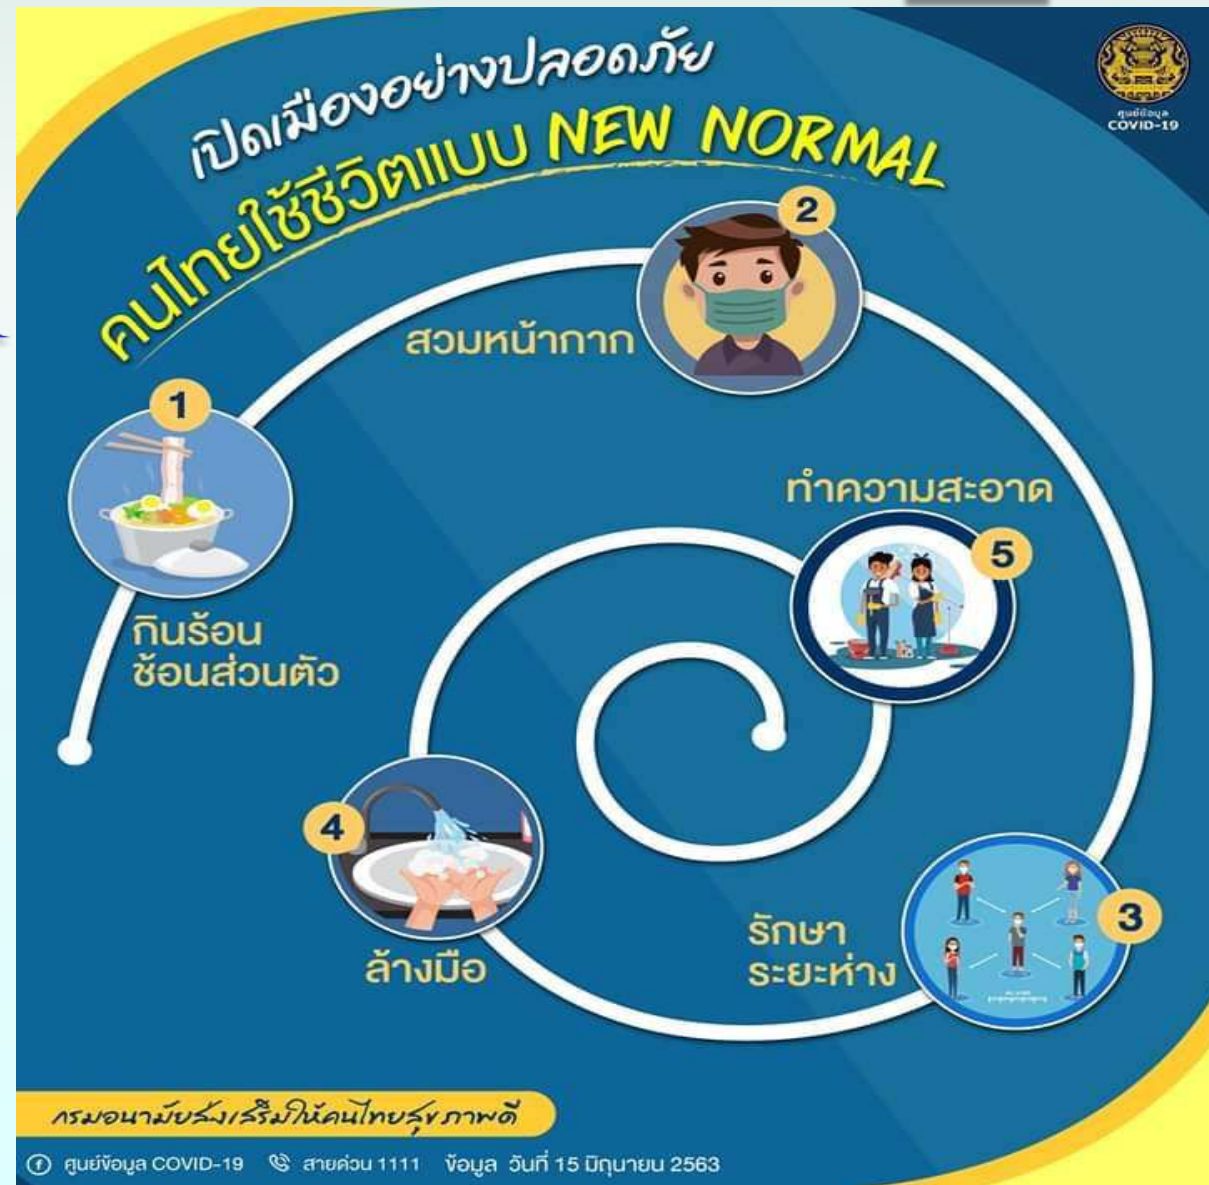 เปิดเมืองอย่างปลอดภัย
คนไทยใช้ชีวิตแบบ NEW NORMAL
ศูนย์ข้อมูล
COVID-19
1
กินร้อน
ช้อนส่วนตัว
2
สวมหน้ากาก
3
รักษา
ระยะห่าง
4
ล้างมือ
5
ทำความสะอาด
กรมอนามัยส่งเสริมให้คนไทยสุขภาพดี
ศูนย์ข้อมูล COVID-19 สายด่วน 1111 ข้อมูล วันที่ 15 มิถุนายน 2563